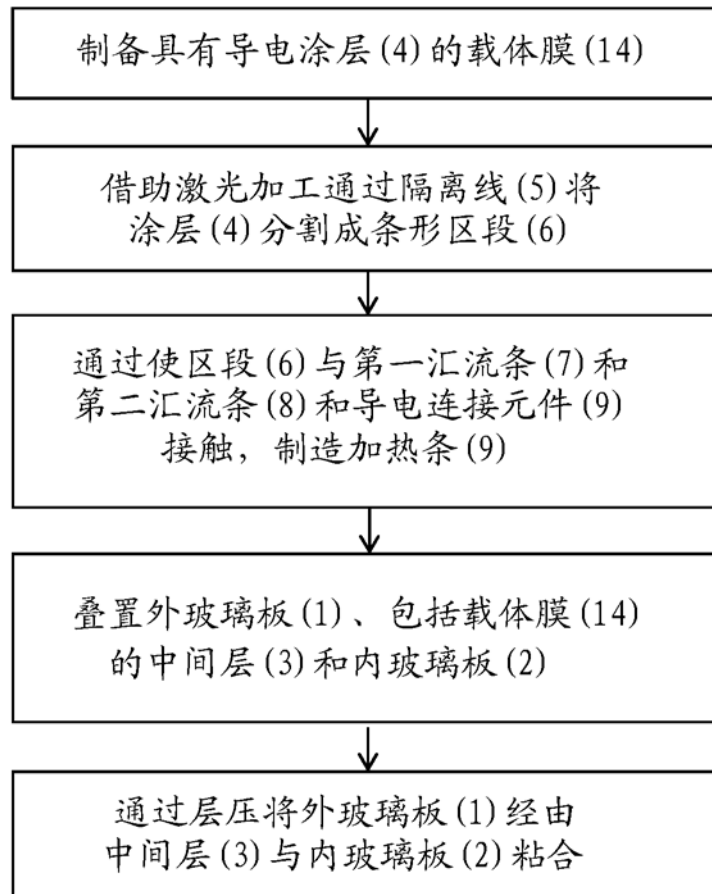 制备具有导电涂层(4)的载体膜(14)
借助激光加工通过隔离线(5)将
涂层(4)分割成条形区段(6)
通过使区段(6)与第一汇流条(7)和
第二汇流条(8)和导电连接元件(9)
接触，制造加热条(9)
叠置外玻璃板(1)、包括载体膜(14)
的中间层(3)和内玻璃板(2)
通过层压将外玻璃板(1)经由
中间层(3)与内玻璃板(2)粘合